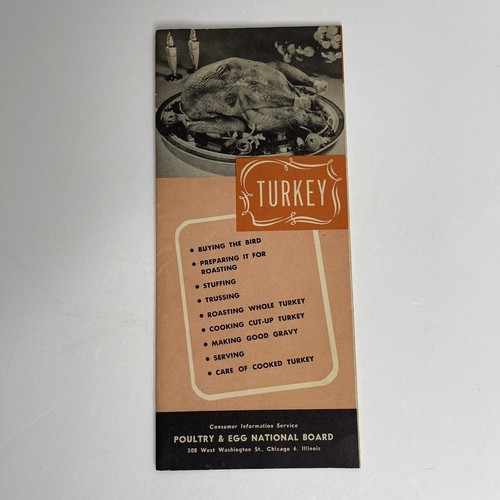 TURKEY
• BUYING THE BIRD
• PREPARING IT FOR
ROASTING
• STUFFING
• TRUSSING
• ROASTING WHOLE TURKEY
• COOKING CUT-UP TURKEY
• MAKING GOOD GRAVY
• SERVING
• CARE OF COOKED TURKEY
Consumer Information Service
POULTRY & EGG NATIONAL BOARD
308 West Washington St., Chicago 6, Illinois